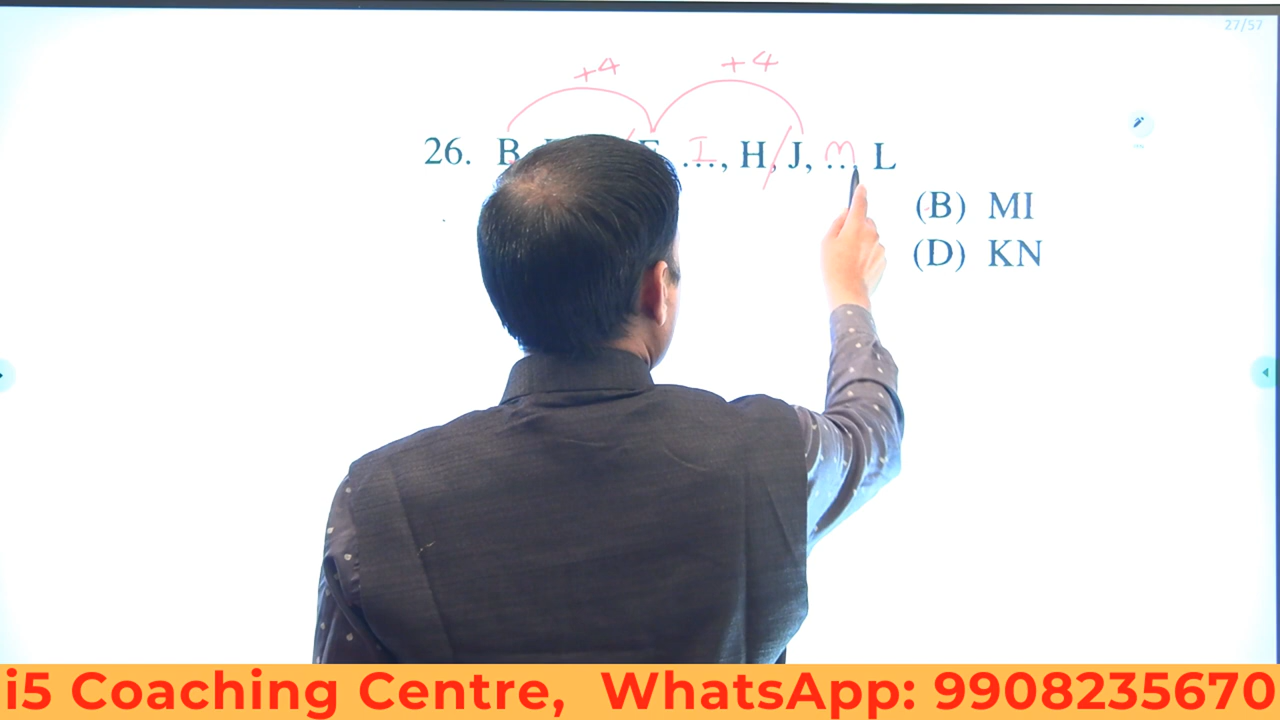 27/57
+4 +4
26. B I ..., H, J, M ... L
(B) MI
(D) KN
i5 Coaching Centre, WhatsApp: 9908235670